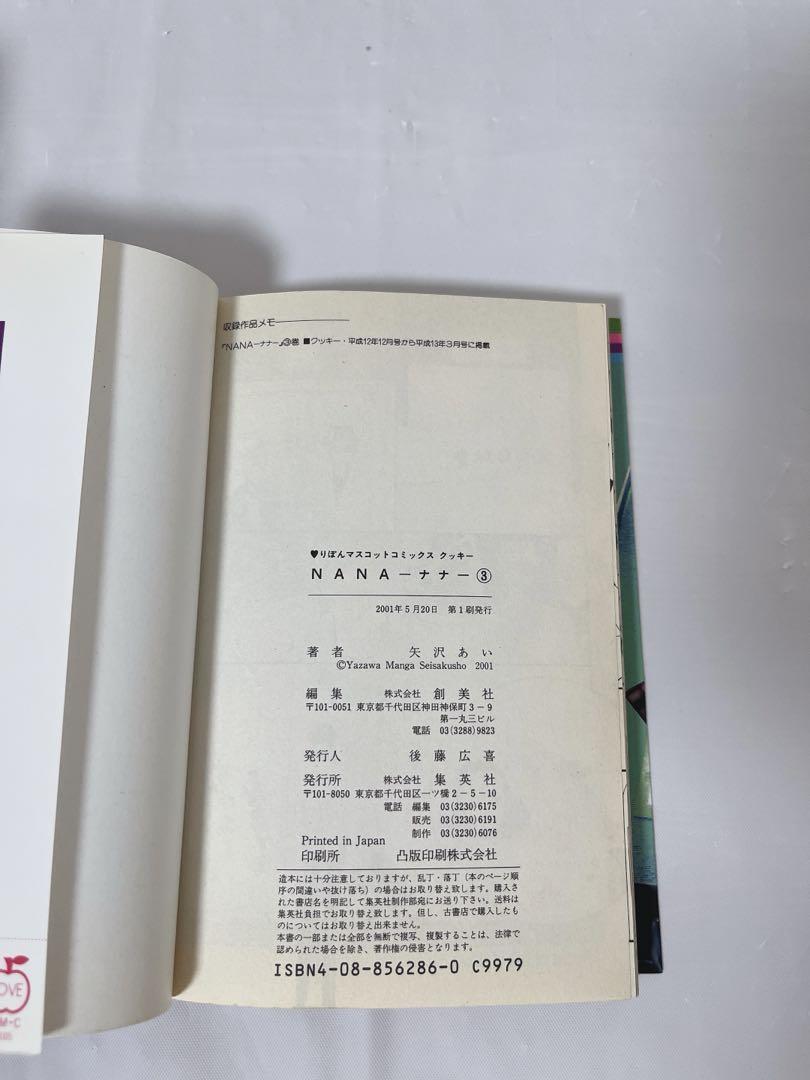 収録作品メモ
『NANA―ナナ―』③巻 ■クッキー・平成12年12月号から平成13年3月号に掲載
♥りぼんマスコットコミックス クッキー
NANA―ナナ―③
2001年5月20日 第1刷発行
著者 矢沢あい
©Yazawa Manga Seisakusho 2001
編集 株式会社 創美社
〒101-0051 東京都千代田区神田神保町3-9
第一丸三ビル
電話 03(3288)9823
発行人 後藤広喜
発行所 株式会社 集英社
〒101-8050 東京都千代田区一ツ橋2-5-10
電話 編集 03(3230)6175
販売 03(3230)6191
制作 03(3230)6076
Printed in Japan
印刷所 凸版印刷株式会社
造本には十分注意しておりますが、乱丁・落丁(本のページ順
序の間違いや抜け落ち)の場合はお取り替え致します。購入さ
れた書店名を明記して集英社制作部宛にお送り下さい。送料は
集英社負担でお取り替え致します。但し、古書店で購入したも
のについてはお取り替え出来ません。
本書の一部または全部を無断で複写、複製することは、法律で
認められた場合を除き、著作権の侵害となります。
ISBN4-08-856286-0 C9979
OVE
M-C